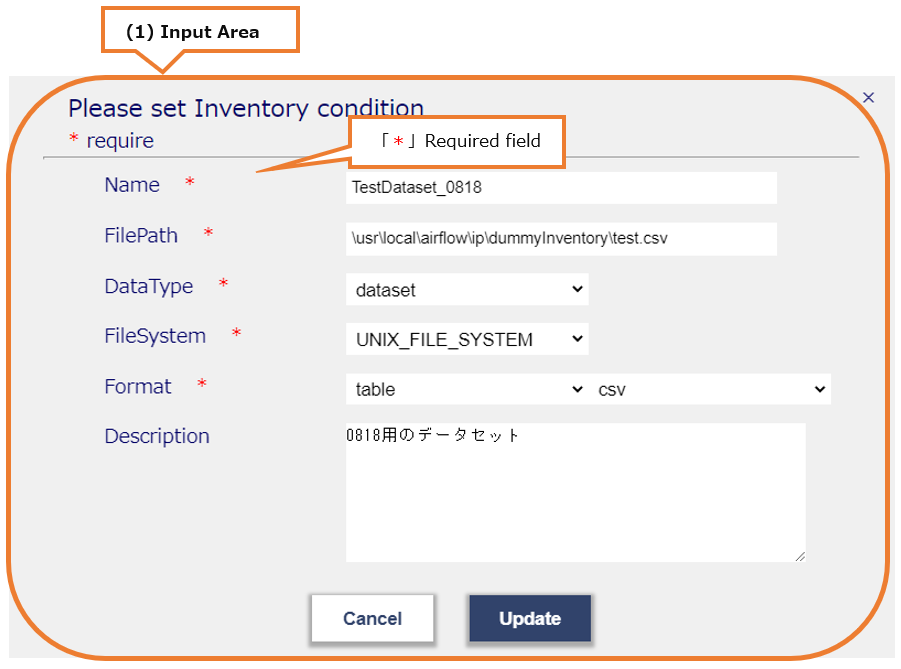 (1) Input Area
Please set Inventory condition
×
* require
「*」Required field
Name *
TestDataset_0818
FilePath *
\usr\local\airflow\ip\dummyInventory\test.csv
DataType *
dataset
FileSystem *
UNIX_FILE_SYSTEM
Format *
table
csv
Description
0818用のデータセット
Cancel
Update